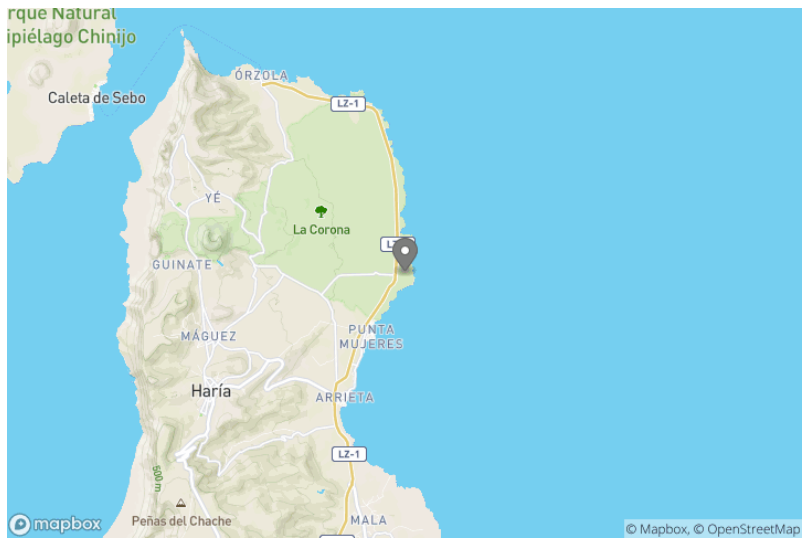 rque Natural
ipiélago Chinijo
Caleta de Sebo
ÓRZOLA
LZ-1
YÉ
La Corona
GUINATE
PUNTA
MUJERES
MÁGUEZ
Haría
ARRIETA
LZ-1
500 m
Peñas del Chache
MALA
mapbox
© Mapbox, © OpenStreetMap